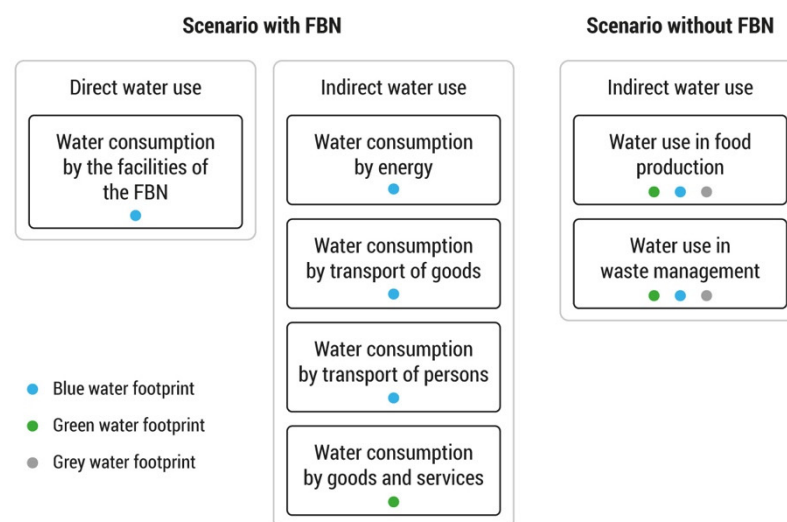 Scenario with FBN
Scenario without FBN
Direct water use
Water consumption
by the facilities of
the FBN
Indirect water use
Water consumption
by energy
Water consumption
by transport of goods
Water consumption
by transport of persons
Water consumption
by goods and services
Indirect water use
Water use in food
production
Water use in
waste management
Blue water footprint
Green water footprint
Grey water footprint